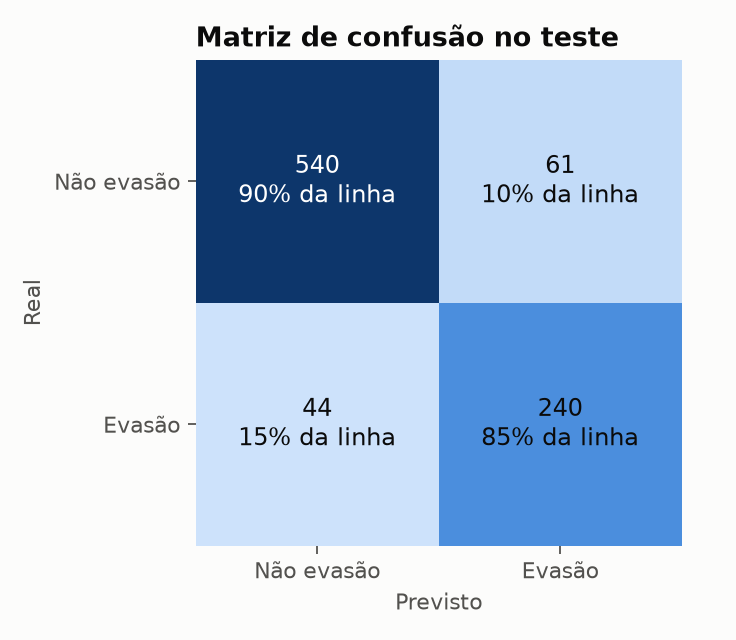 Matriz de confusão no teste
Não evasão
540
90% da linha
61
10% da linha
Real
Evasão
44
15% da linha
240
85% da linha
Não evasão
Evasão
Previsto